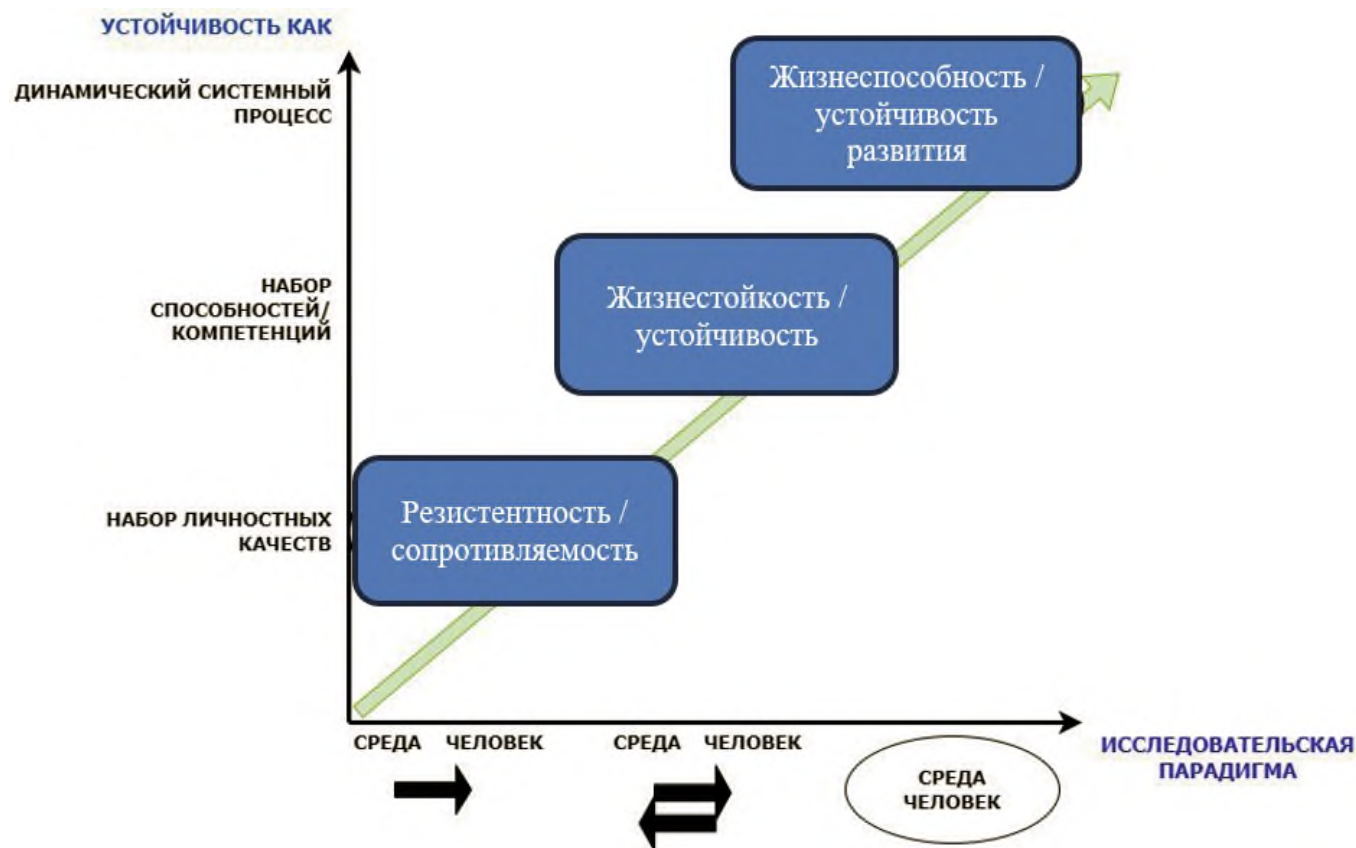 УСТОЙЧИВОСТЬ КАК
ДИНАМИЧЕСКИЙ СИСТЕМНЫЙ
ПРОЦЕСС
Жизнеспособность /
устойчивость
развития
НАБОР
СПОСОБНОСТЕЙ/
КОМПЕТЕНЦИЙ
Жизнестойкость /
устойчивость
НАБОР ЛИЧНОСТНЫХ
КАЧЕСТВ
Резистентность /
сопротивляемость
СРЕДА ЧЕЛОВЕК
СРЕДА ЧЕЛОВЕК
СРЕДА
ЧЕЛОВЕК
ИССЛЕДОВАТЕЛЬСКАЯ
ПАРАДИГМА